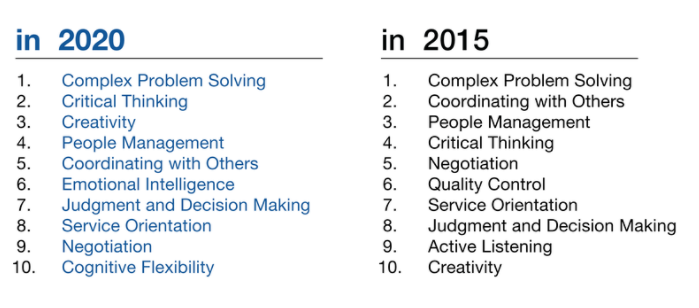 in 2020
1. Complex Problem Solving
2. Critical Thinking
3. Creativity
4. People Management
5. Coordinating with Others
6. Emotional Intelligence
7. Judgment and Decision Making
8. Service Orientation
9. Negotiation
10. Cognitive Flexibility
in 2015
1. Complex Problem Solving
2. Coordinating with Others
3. People Management
4. Critical Thinking
5. Negotiation
6. Quality Control
7. Service Orientation
8. Judgment and Decision Making
9. Active Listening
10. Creativity